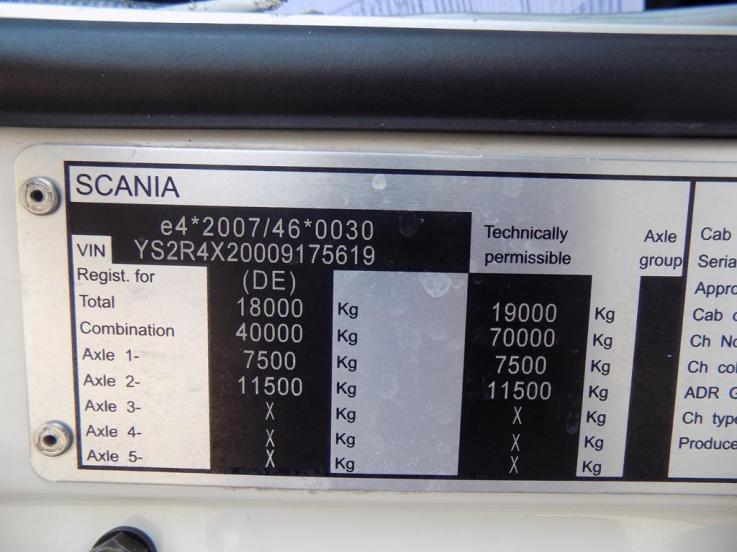 SCANIA
e4*2007/46*0030
VIN YS2R4X20009175619
Technically permissible
Axle group
Regist. for (DE)
Total 18000 Kg 19000 Kg
Combination 40000 Kg 70000 Kg
Axle 1- 7500 Kg 7500 Kg
Axle 2- 11500 Kg 11500 Kg
Axle 3- X Kg X Kg
Axle 4- X Kg X Kg
Axle 5- X Kg X Kg
Cab
Seria
Appro
Cab
Ch No
Ch col
ADR
Ch type
Produce